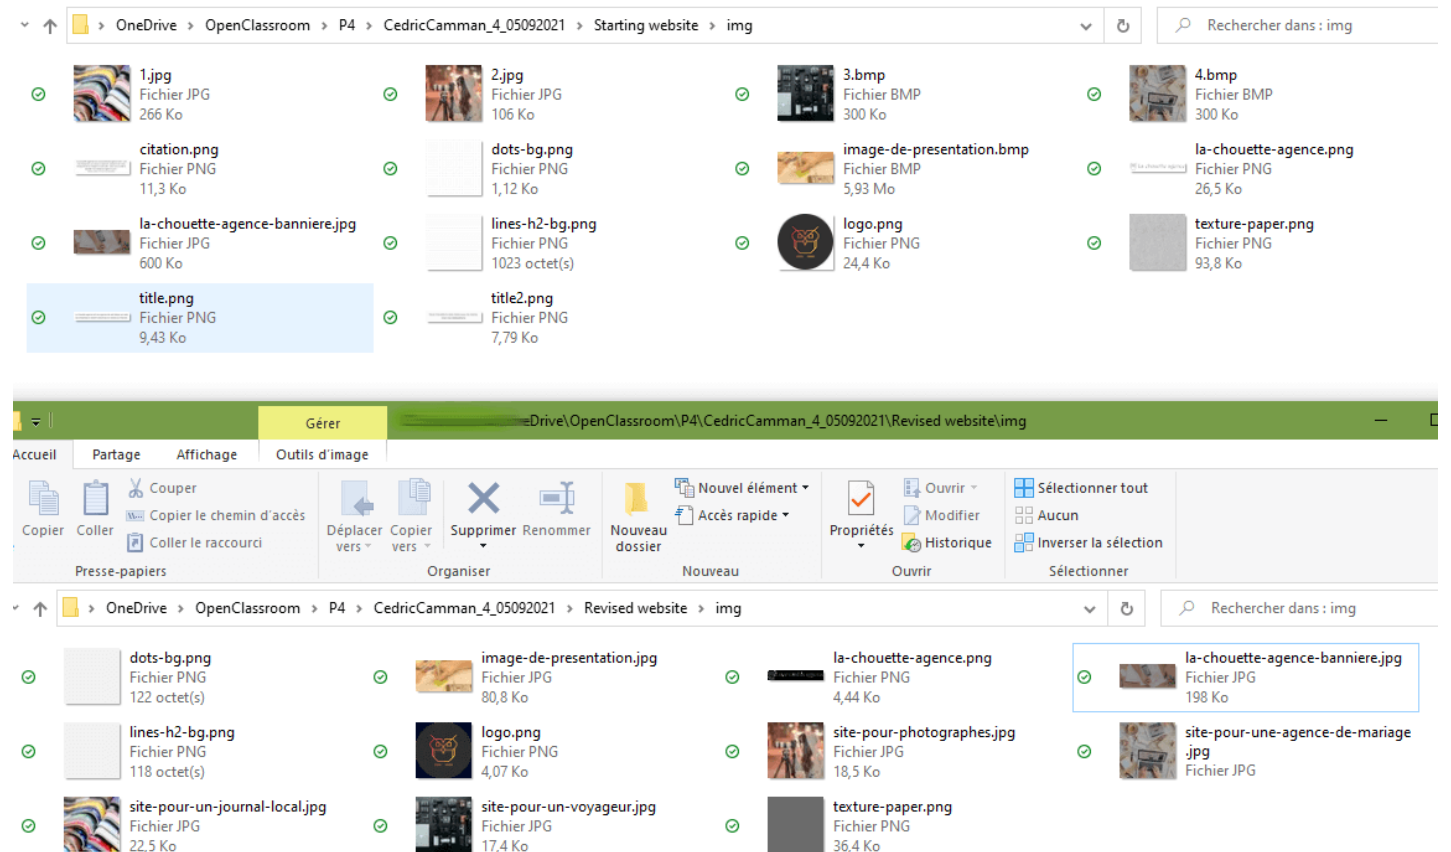 OneDrive > OpenClassroom > P4 > CedricCamman_4_05092021 > Starting website > img
Rechercher dans : img
1.jpg
Fichier JPG
266 Ko
2.jpg
Fichier JPG
106 Ko
3.bmp
Fichier BMP
300 Ko
4.bmp
Fichier BMP
300 Ko
citation.png
Fichier PNG
11,3 Ko
dots-bg.png
Fichier PNG
1,12 Ko
image-de-presentation.bmp
Fichier BMP
5,93 Mo
la-chouette-agence.png
Fichier PNG
26,5 Ko
la-chouette-agence-banniere.jpg
Fichier JPG
600 Ko
lines-h2-bg.png
Fichier PNG
1023 octet(s)
logo.png
Fichier PNG
24,4 Ko
texture-paper.png
Fichier PNG
93,8 Ko
title.png
Fichier PNG
9,43 Ko
title2.png
Fichier PNG
7,79 Ko
Gérer
eDrive\OpenClassroom\P4\CedricCamman_4_05092021\Revised website\img
Accueil
Partage
Affichage
Outils d'image
Copier
Coller
Couper
Copier le chemin d'accès
Coller le raccourci
Presse-papiers
Déplacer
vers
Copier
vers
Supprimer
Renommer
Organiser
Nouveau
dossier
Nouvel élément
Accès rapide
Nouveau
Propriétés
Ouvrir
Modifier
Historique
Ouvrir
Sélectionner tout
Aucun
Inverser la sélection
Sélectionner
OneDrive > OpenClassroom > P4 > CedricCamman_4_05092021 > Revised website > img
Rechercher dans : img
dots-bg.png
Fichier PNG
122 octet(s)
image-de-presentation.jpg
Fichier JPG
80,8 Ko
la-chouette-agence.png
Fichier PNG
4,44 Ko
la-chouette-agence-banniere.jpg
Fichier JPG
198 Ko
lines-h2-bg.png
Fichier PNG
118 octet(s)
logo.png
Fichier PNG
4,07 Ko
site-pour-photographes.jpg
Fichier JPG
18,5 Ko
site-pour-une-agence-de-mariage
.jpg
Fichier JPG
site-pour-un-journal-local.jpg
Fichier JPG
22,5 Ko
site-pour-un-voyageur.jpg
Fichier JPG
17,4 Ko
texture-paper.png
Fichier PNG
36,4 Ko